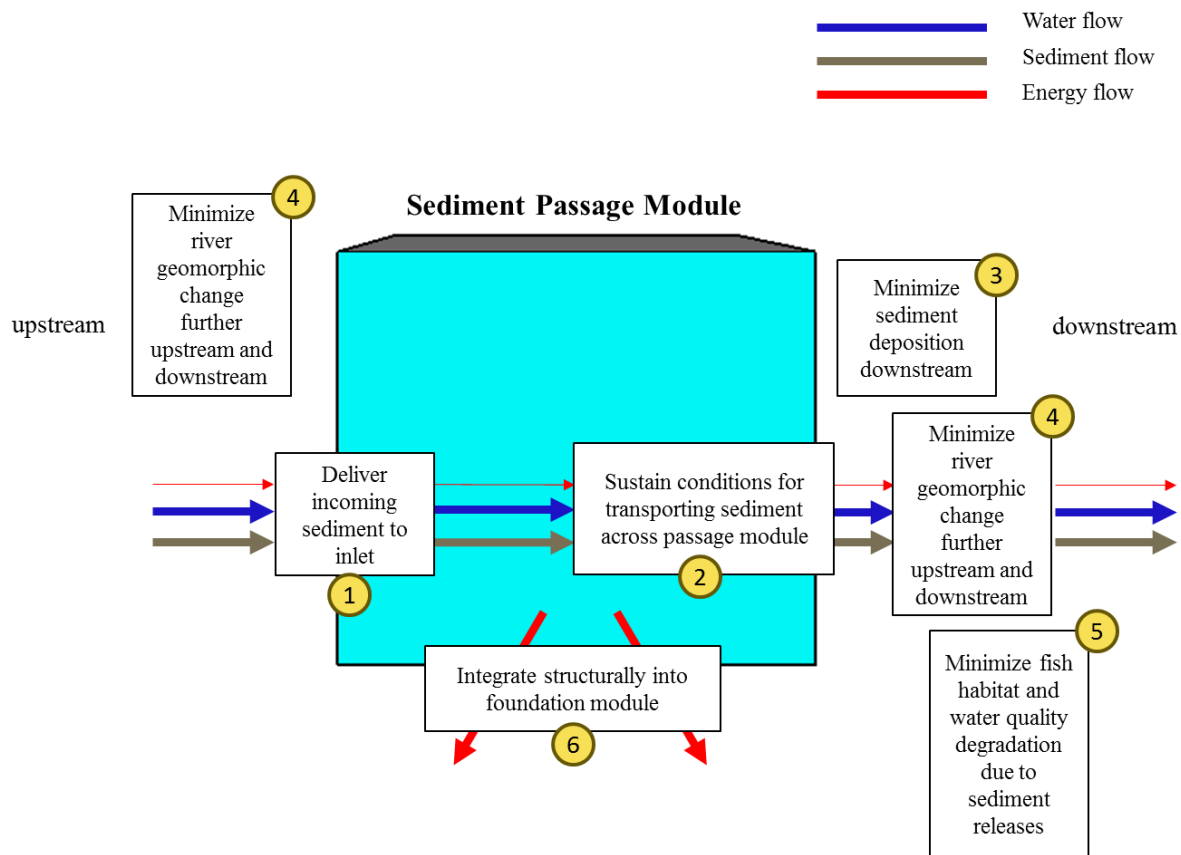 Water flow
Sediment flow
Energy flow
4
Minimize
river
geomorphic
change
further
upstream and
downstream
upstream
Sediment Passage Module
3
Minimize
sediment
deposition
downstream
downstream
Deliver
incoming
sediment to
inlet
1
Sustain conditions for
transporting sediment
across passage module
2
4
Minimize
river
geomorphic
change
further
upstream and
downstream
5
Minimize fish
habitat and
water quality
degradation
due to
sediment
releases
Integrate structurally into
foundation module
6